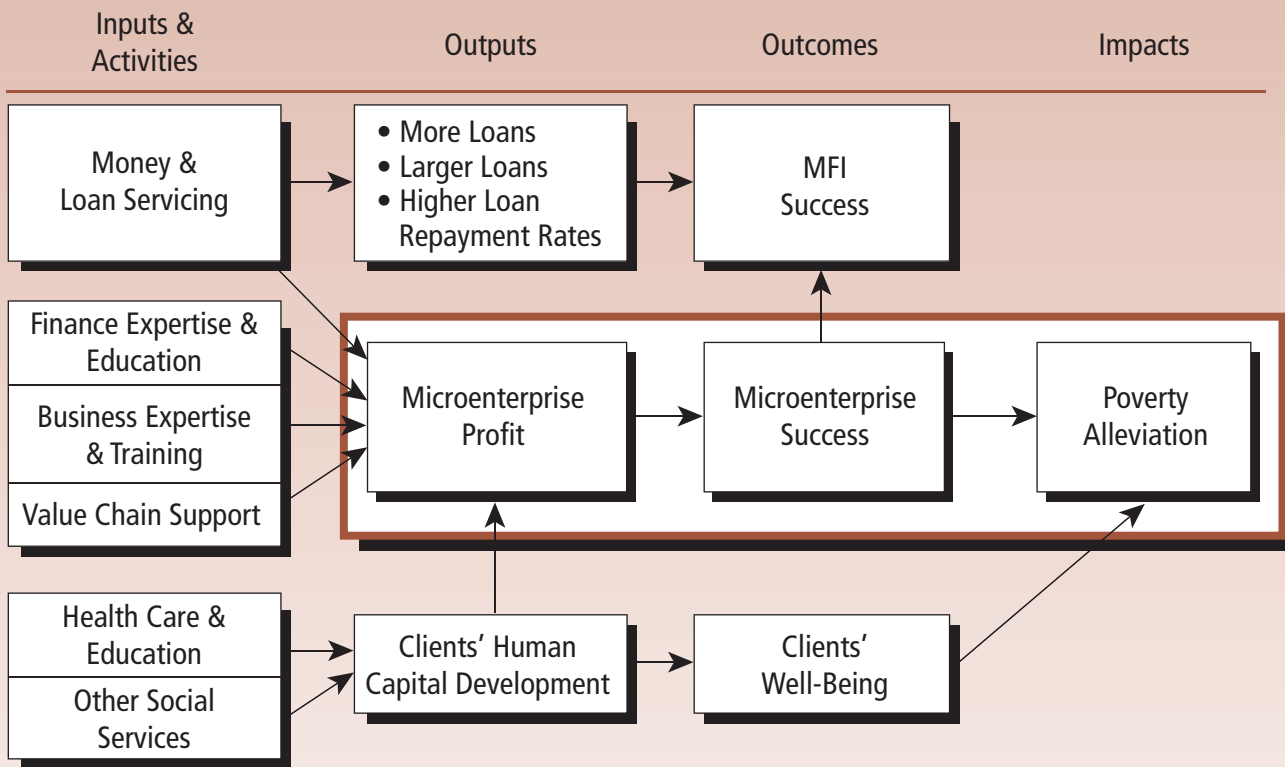 Inputs &
Activities
Outputs
Outcomes
Impacts
Money &
Loan Servicing
• More Loans
• Larger Loans
• Higher Loan
Repayment Rates
MFI
Success
Finance Expertise &
Education
Business Expertise
& Training
Value Chain Support
Microenterprise
Profit
Microenterprise
Success
Poverty
Alleviation
Health Care &
Education
Other Social
Services
Clients’ Human
Capital Development
Clients’
Well-Being